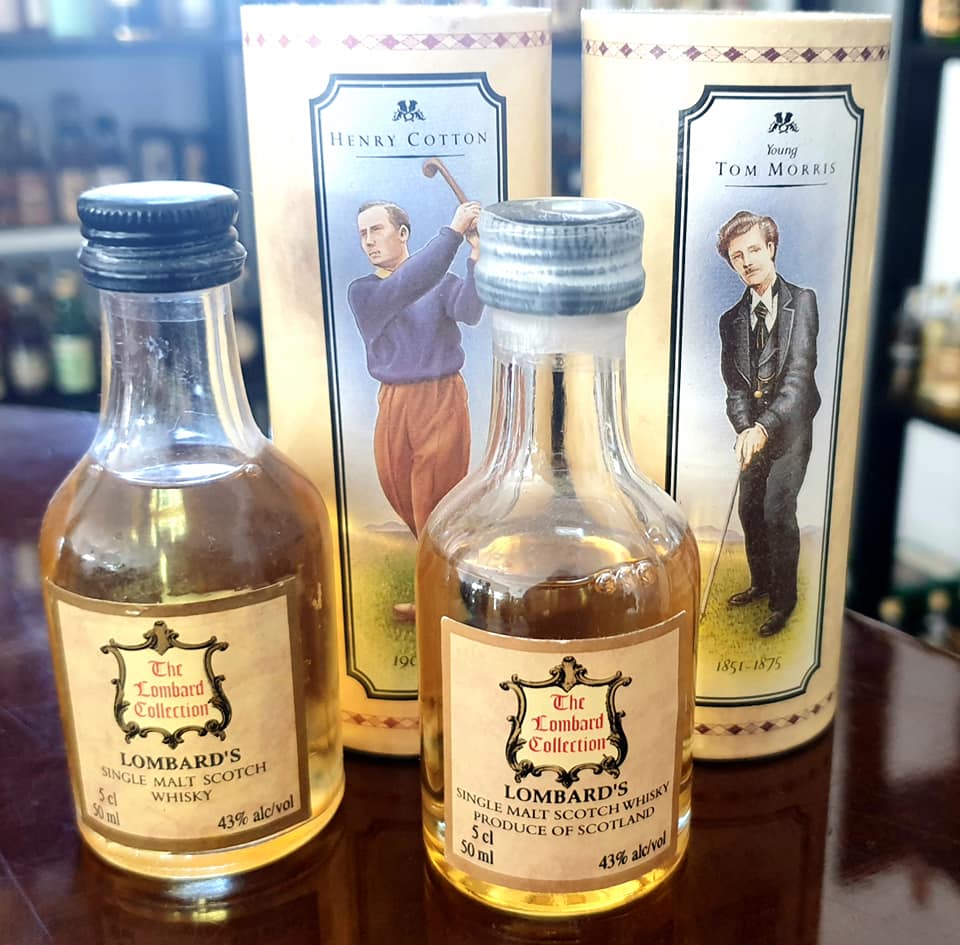 HENRY COTTON
190
Young
TOM MORRIS
1851-1875
The
Lombard
Collection
LOMBARD'S
SINGLE MALT SCOTCH
WHISKY
5 cl
50 ml
43% alc/vol
The
Lombard
Collection
LOMBARD'S
SINGLE MALT SCOTCH WHISKY
PRODUCE OF SCOTLAND
5 cl
50 ml
43% alc/vol